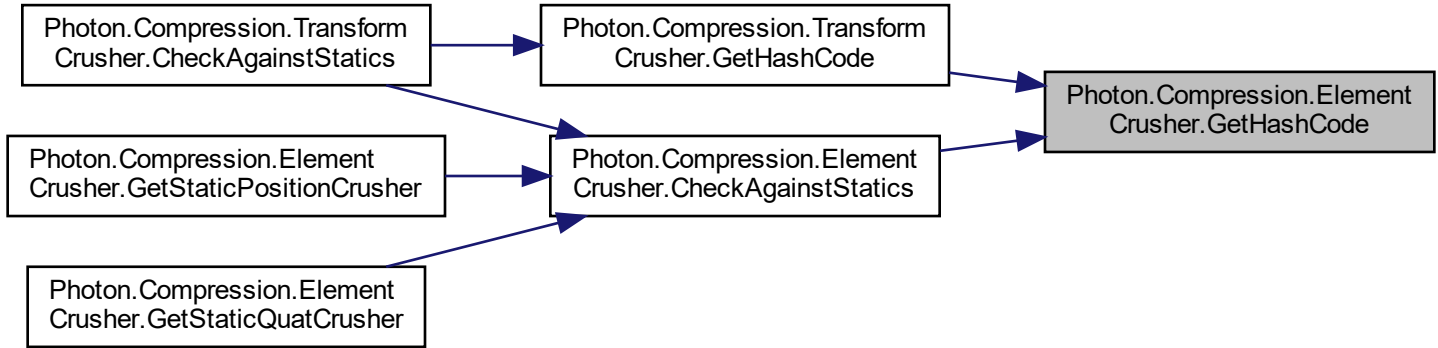 Photon.Compression.Transform
Crusher.CheckAgainstStatics
Photon.Compression.Transform
Crusher.GetHashCode
Photon.Compression.Element
Crusher.GetHashCode
Photon.Compression.Element
Crusher.GetStaticPositionCrusher
Photon.Compression.Element
Crusher.CheckAgainstStatics
Photon.Compression.Element
Crusher.GetStaticQuatCrusher